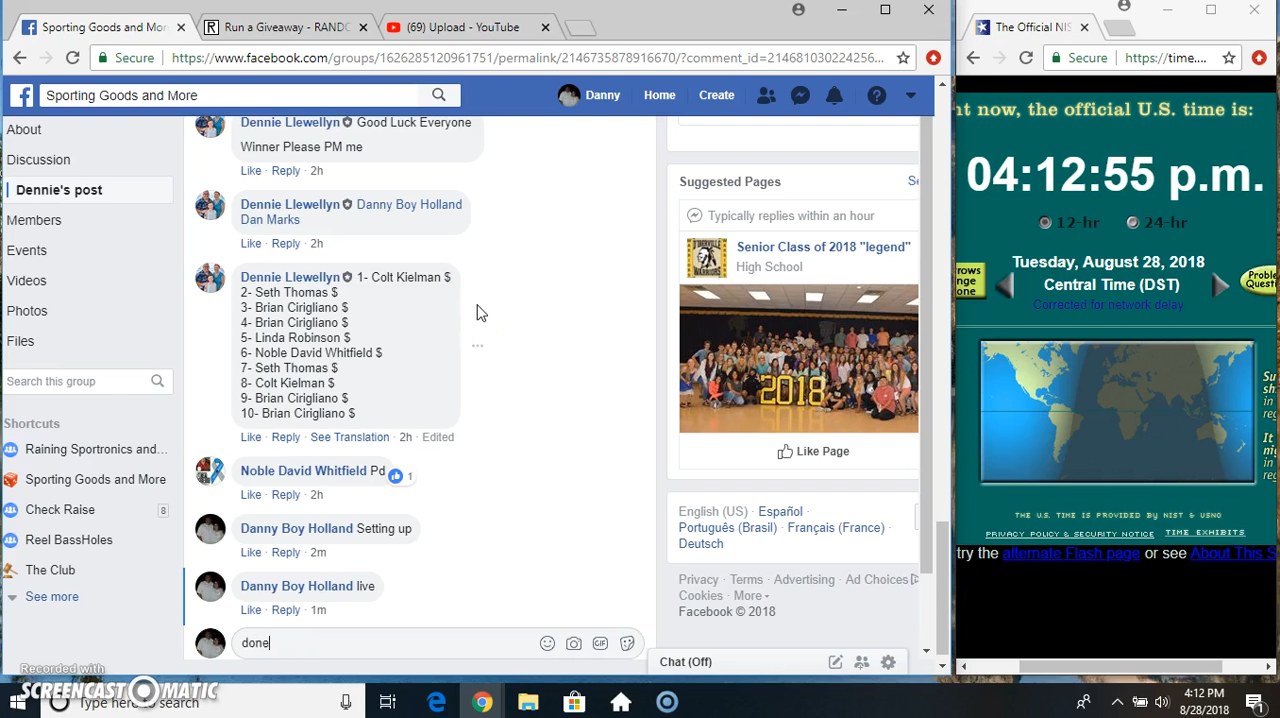 Sporting Goods and Mor
Run a Giveaway - RANDC
(69) Upload - YouTube
Secure
https://www.facebook.com/groups/1626285120961751/permalink/2146735878916670/?comment_id=214681030224256...
Sporting Goods and More
Danny
Home
Create
About
Discussion
Dennie's post
Members
Events
Videos
Photos
Files
Search this group
Shortcuts
Raining Sportronics and...
Sporting Goods and More
Check Raise 8
Reel BassHoles
The Club
See more
Dennie Llewellyn Good Luck Everyone
Winner Please PM me
Like · Reply · 2h
Dennie Llewellyn Danny Boy Holland
Dan Marks
Like · Reply · 2h
Dennie Llewellyn 1- Colt Kielman $
2- Seth Thomas $
3- Brian Cirigliano $
4- Brian Cirigliano $
5- Linda Robinson $
6- Noble David Whitfield $
7- Seth Thomas $
8- Colt Kielman $
9- Brian Cirigliano $
10- Brian Cirigliano $
Like · Reply · See Translation · 2h · Edited
Noble David Whitfield Pd
1
Like · Reply · 2h
Danny Boy Holland Setting up
Like · Reply · 2m
Danny Boy Holland live
Like · Reply · 1m
done
Suggested Pages
Se
Typically replies within an hour
Senior Class of 2018 "legend"
High School
2018
Like Page
English (US) · Español ·
Português (Brasil) · Français (France) ·
Deutsch
Privacy · Terms · Advertising · Ad Choices
Cookies · More
Facebook © 2018
Chat (Off)
The Official NIS
Secure
https://time....
nt now, the official U.S. time is:
04:12:55 p.m.
12-hr 24-hr
Tuesday, August 28, 2018
Central Time (DST)
Corrected for network delay
THE U.S. TIME IS PROVIDED BY NIST & USNO
PRIVACY POLICY & SECURITY NOTICE TIME EXHIBITS
try the alternate Flash page or see About This S
Recorded with
SCREENCAST-O-MATIC
Type here to search
4:12 PM
8/28/2018
1